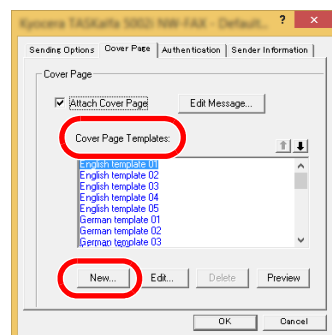 Kyocera TASKalfa 5002i NW-FAX - Default...
Sending Options Cover Page Authentication Sender Information
Cover Page
Attach Cover Page Edit Message...
Cover Page Templates:
English template 01
English template 02
English template 03
English template 04
English template 05
German template 01
German template 02
German template 03
New... Edit... Delete Preview
OK Cancel